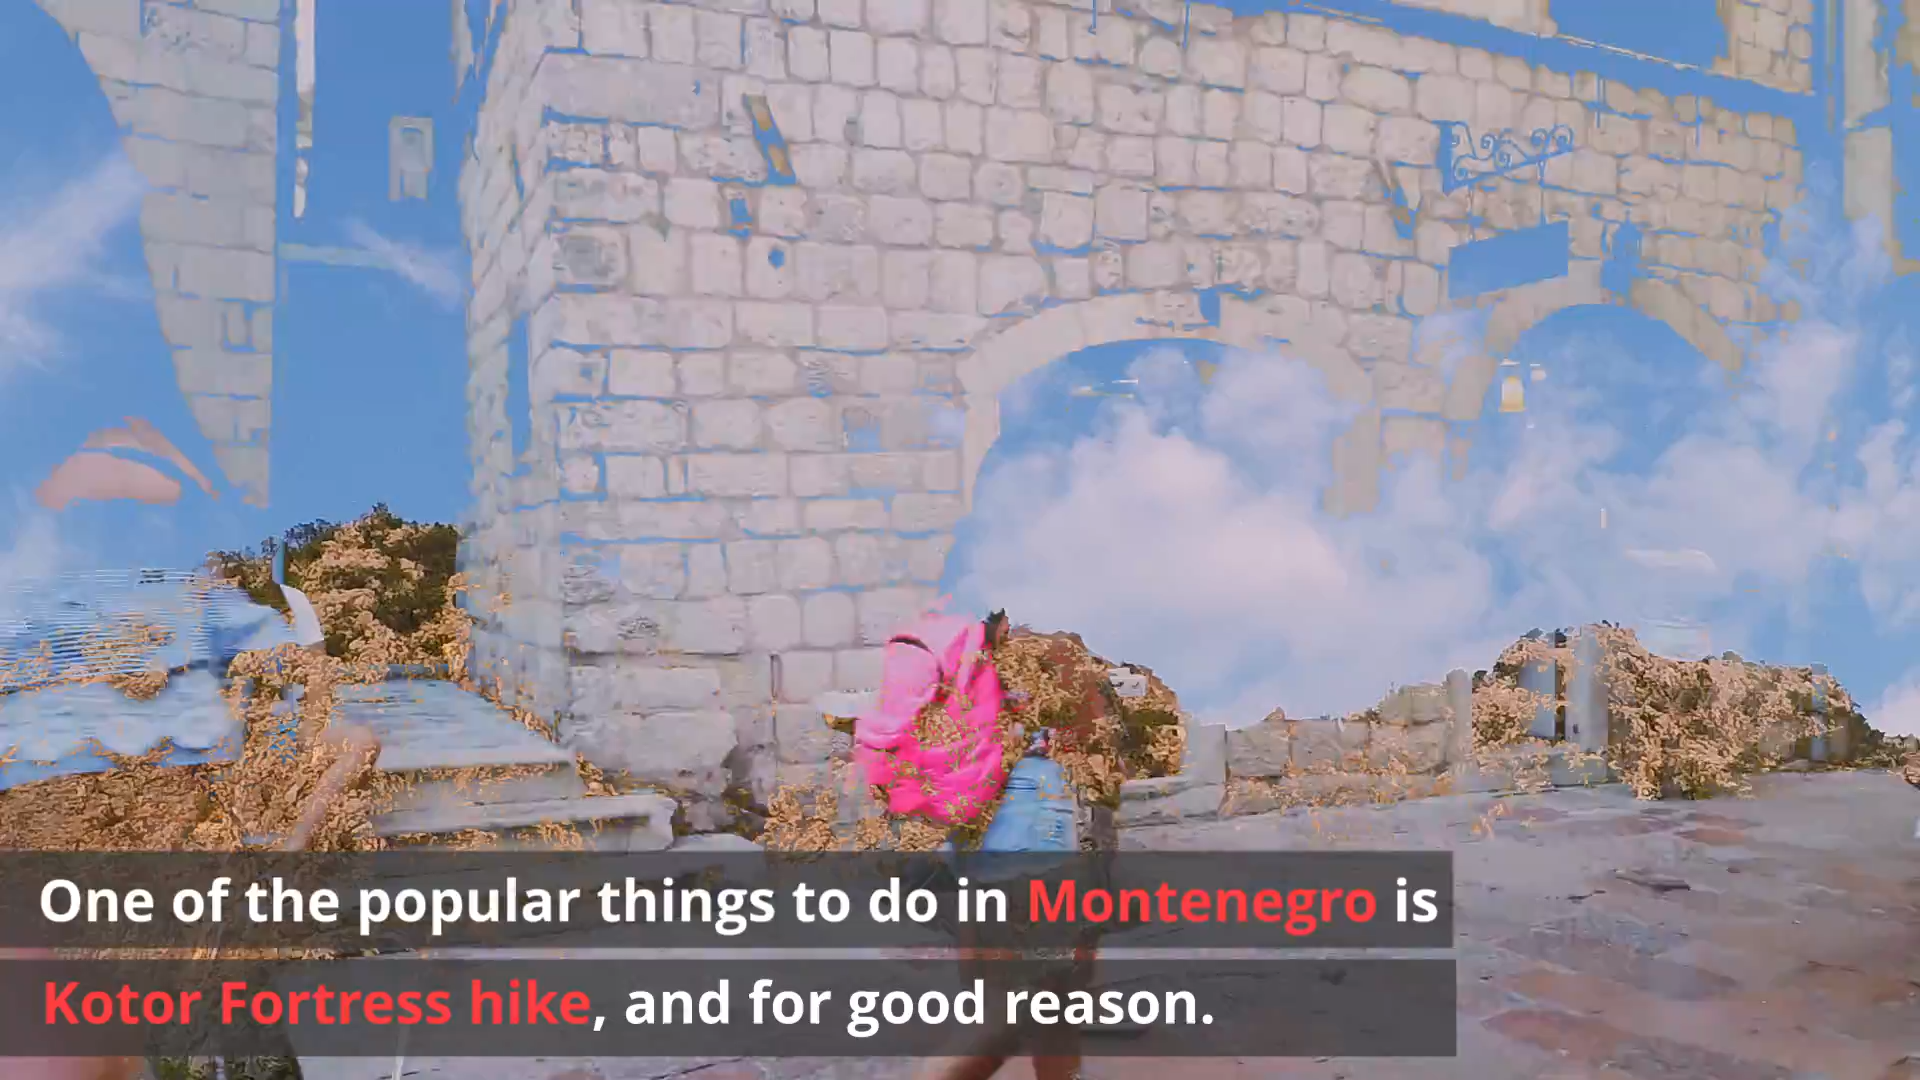 One of the popular things to do in Montenegro is
Kotor Fortress hike, and for good reason.